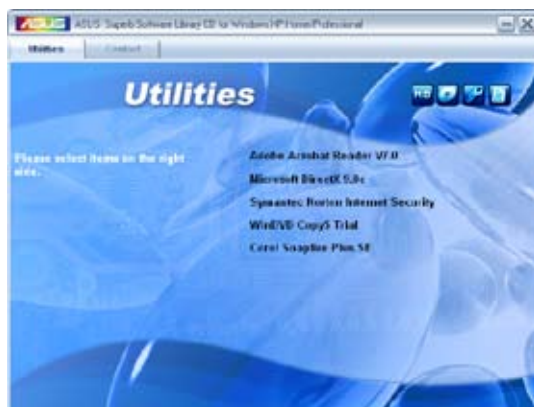 ASUS ASUS Superb Software Library CD for Windows XP Home/Professional
Utilities Contact
Utilities
Please select items on the right
side.
Adobe Acrobat Reader V7.0
Microsoft DirectX 9.0c
Symantec Norton Internet Security
WinDVD Copy5 Trial
Corel Snapfire Plus SE